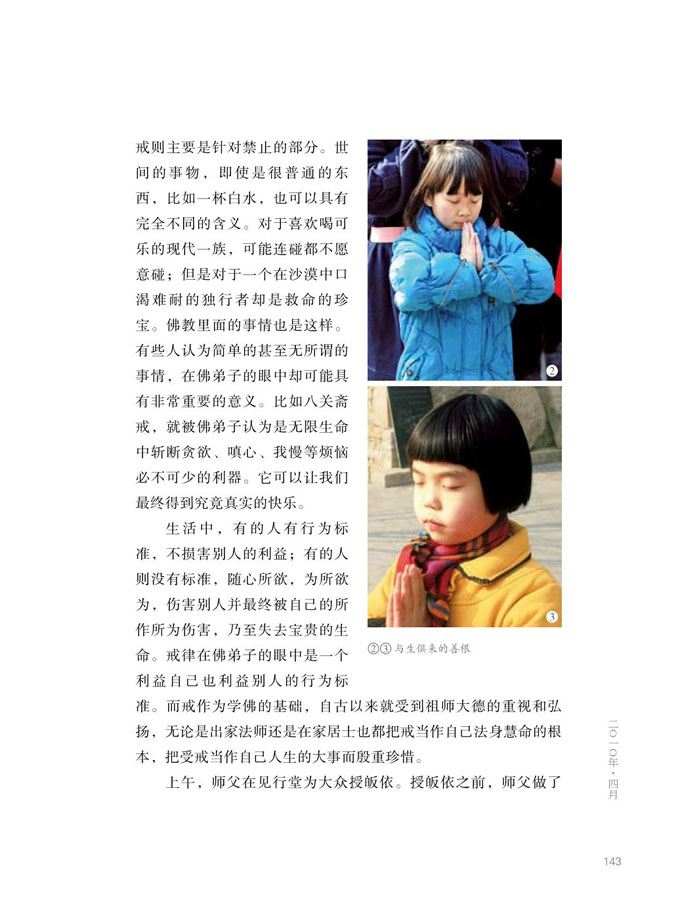 戒则主要是针对禁止的部分。世
间的事物，即使是很普通的东
西，比如一杯白水，也可以具有
完全不同的含义。对于喜欢喝可
乐的现代一族，可能连碰都不愿
意碰；但是对于一个在沙漠中口
渴难耐的独行者却是救命的珍
宝。佛教里面的事情也是这样。
有些人认为简单的甚至无所谓的
事情，在佛弟子的眼中却可能具
有非常重要的意义。比如八关斋
戒，就被佛弟子认为是无限生命
中斩断贪欲、嗔心、我慢等烦恼
必不可少的利器。它可以让我们
最终得到究竟真实的快乐。
生活中，有的人有行为标
准，不损害别人的利益；有的人
则没有标准，随心所欲，为所欲
为，伤害别人并最终被自己的所
作所为伤害，乃至失去宝贵的生
命。戒律在佛弟子的眼中是一个
利益自己也利益别人的行为标
准。而戒作为学佛的基础，自古以来就受到祖师大德的重视和弘
扬，无论是出家法师还是在家居士也都把戒当作自己法身慧命的根
本，把受戒当作自己人生的大事而殷重珍惜。
上午，师父在见行堂为大众授皈依。授皈依之前，师父做了
②
③
②③与生俱来的善根
二〇一〇年·四月
143